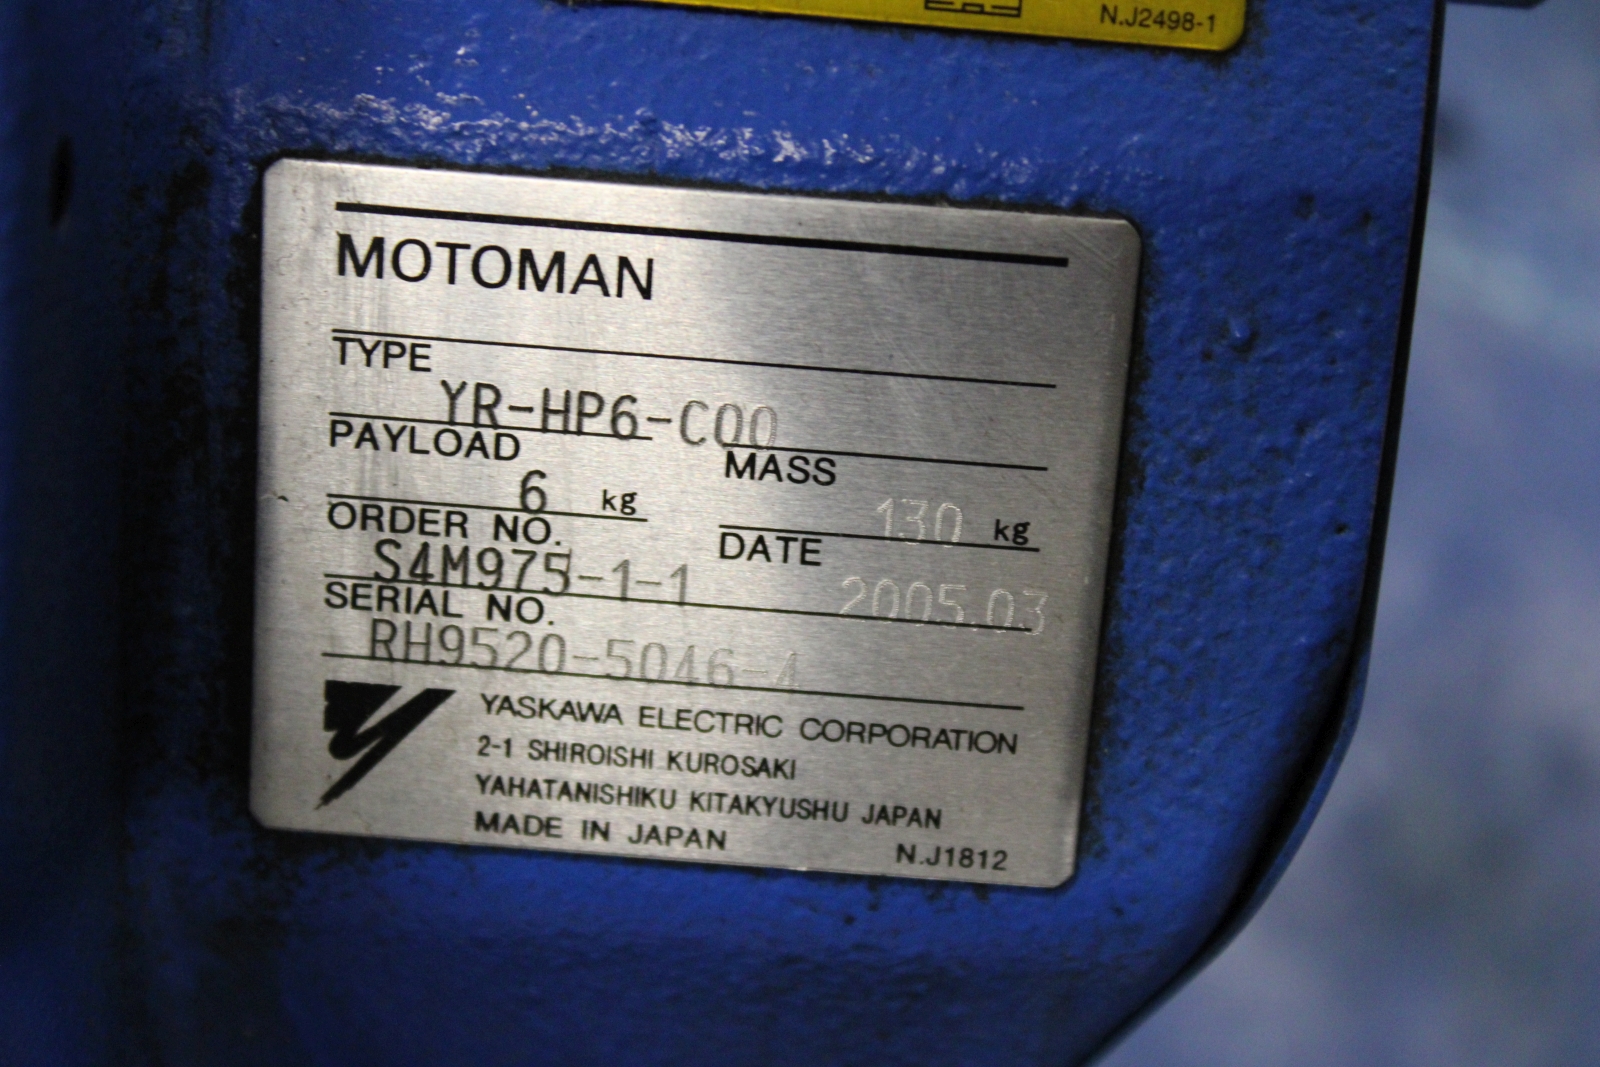 N.J2498-1
MOTOMAN
TYPE
YR-HP6-C00
PAYLOAD MASS
6 kg 130 kg
ORDER NO. DATE
S4M975-1-1 2005.03
SERIAL NO.
RH9520-5046-4
YASKAWA ELECTRIC CORPORATION
2-1 SHIROISHI KUROSAKI
YAHATANISHIKU KITAKYUSHU JAPAN
MADE IN JAPAN N.J1812